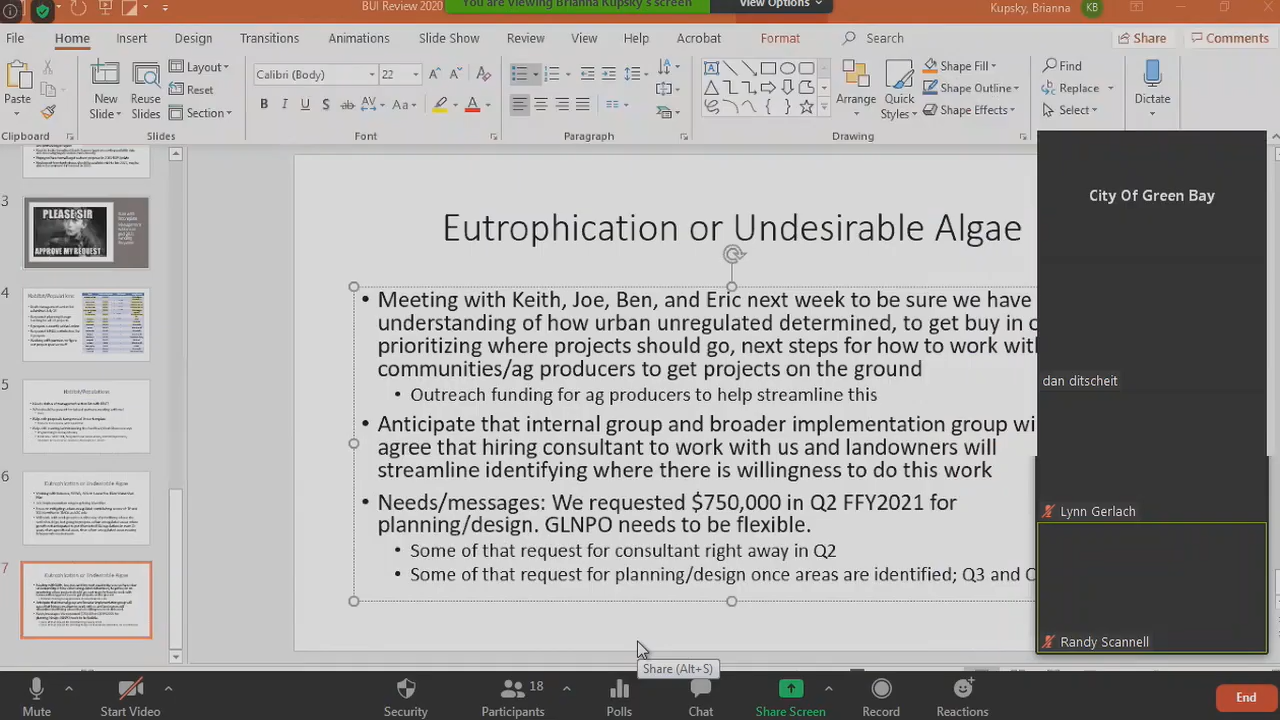 BUI Review 2020
You are viewing Brianna Kupsky's screen
View Options
Kupsky, Brianna
KB
File
Home
Insert
Design
Transitions
Animations
Slide Show
Review
View
Help
Acrobat
Format
Search
Share
Comments
Paste
New Slide
Reuse Slides
Layout
Reset
Section
Calibri (Body)
22
Arrange
Quick Styles
Shape Fill
Shape Outline
Shape Effects
Find
Replace
Select
Dictate
Clipboard
Slides
Font
Paragraph
Drawing
Voice
3
PLEASE SIR
APPROVE MY REQUEST
4
5
6
7
Eutrophication or Undesirable Algae
• Meeting with Keith, Joe, Ben, and Eric next week to be sure we have
understanding of how urban unregulated determined, to get buy in
prioritizing where projects should go, next steps for how to work
communities/ag producers to get projects on the ground
• Outreach funding for ag producers to help streamline this
• Anticipate that internal group and broader implementation group
agree that hiring consultant to work with us and landowners will
streamline identifying where there is willingness to do this work
• Needs/messages: We requested $750,000 in Q2 FFY2021 for
planning/design. GLNPO needs to be flexible.
• Some of that request for consultant right away in Q2
• Some of that request for planning/design once areas are identified: Q3 and
City Of Green Bay
dan ditscheit
Lynn Gerlach
Randy Scannell
Share (Alt+S)
Mute
Start Video
Security
Participants
18
Polls
Chat
Share Screen
Record
Reactions
End